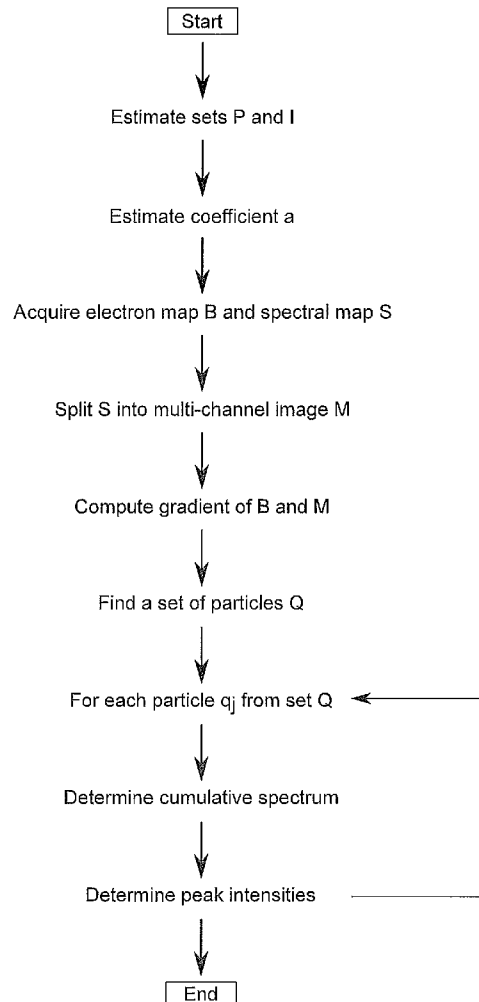 Start
Estimate sets P and I
Estimate coefficient a
Acquire electron map B and spectral map S
Split S into multi-channel image M
Compute gradient of B and M
Find a set of particles Q
For each particle qj from set Q
Determine cumulative spectrum
Determine peak intensities
End